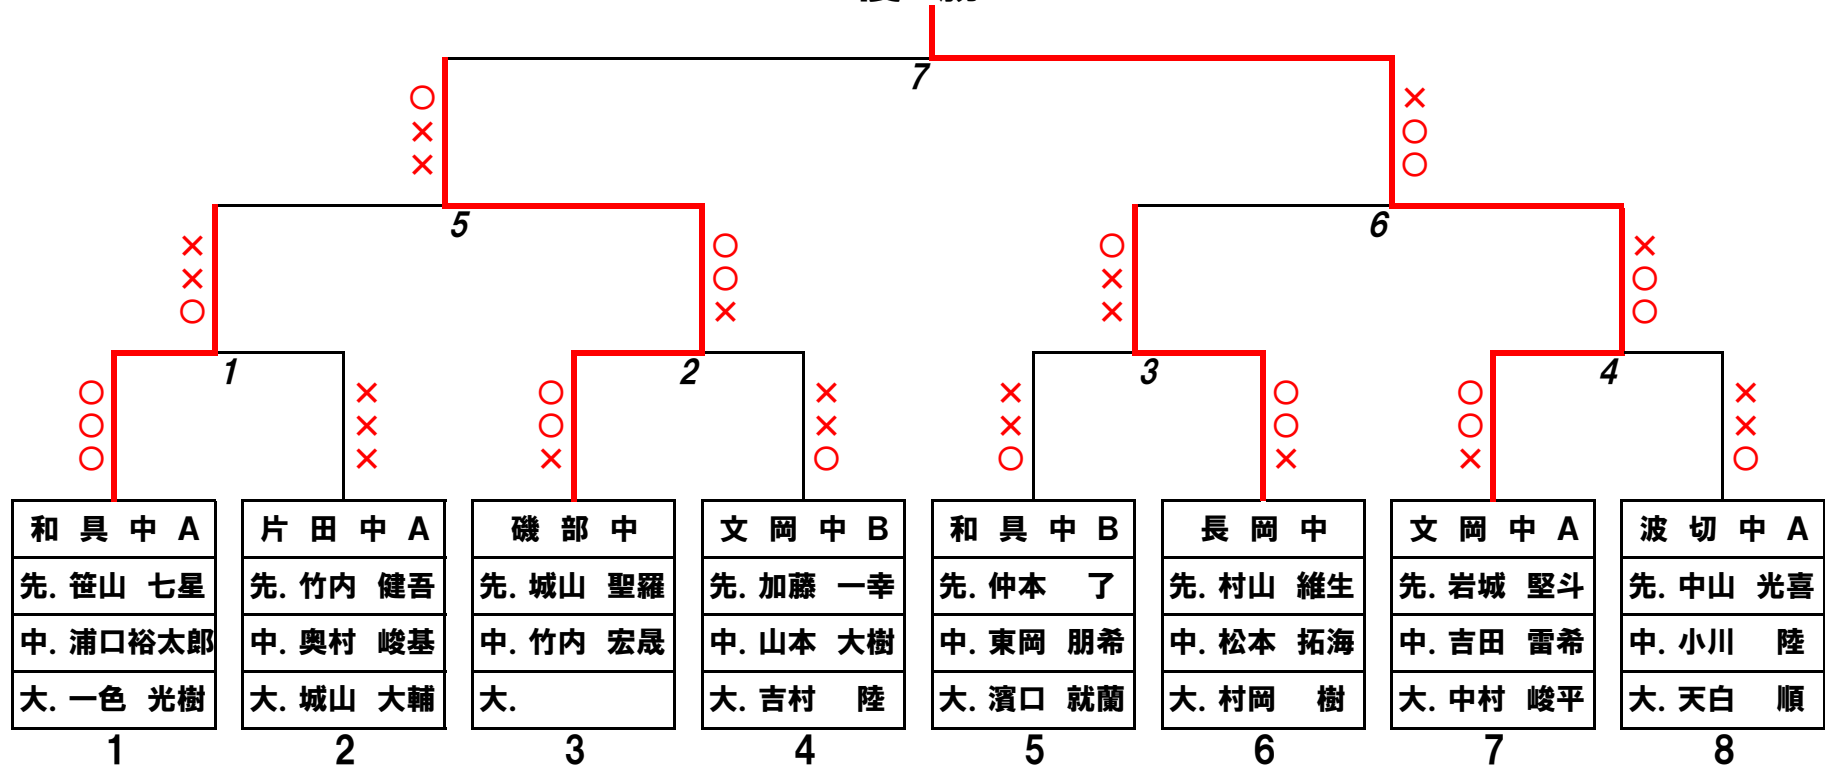 7
○ ×
× ○
× ○
5 6
× ○ ○ ×
× ○ × ○
○ × × ○
1 2 3 4
○ × ○ × × ○ ○ ×
○ × ○ × × ○ ○ ×
○ × × ○ ○ × × ○
和具中A 片田中A 磯部中 文岡中B 和具中B 長岡中 文岡中A 波切中A
先. 笹山 七星 先. 竹内 健吾 先. 城山 聖羅 先. 加藤 一幸 先. 仲本 了 先. 村山 維生 先. 岩城 堅斗 先. 中山 光喜
中. 浦口裕太郎 中. 奥村 峻基 中. 竹内 宏晟 中. 山本 大樹 中. 東岡 朋希 中. 松本 拓海 中. 吉田 雷希 中. 小川 陸
大. 一色 光樹 大. 城山 大輔 大. 大. 吉村 陸 大. 濱口 就蘭 大. 村岡 樹 大. 中村 峻平 大. 天白 順
1 2 3 4 5 6 7 8